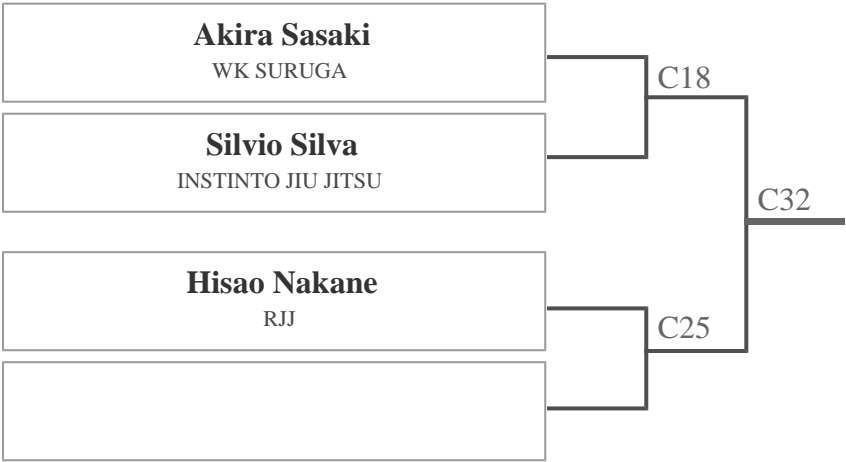 Akira Sasaki
WK SURUGA
C18
Silvio Silva
INSTINTO JIU JITSU
C32
Hisao Nakane
RJJ
C25